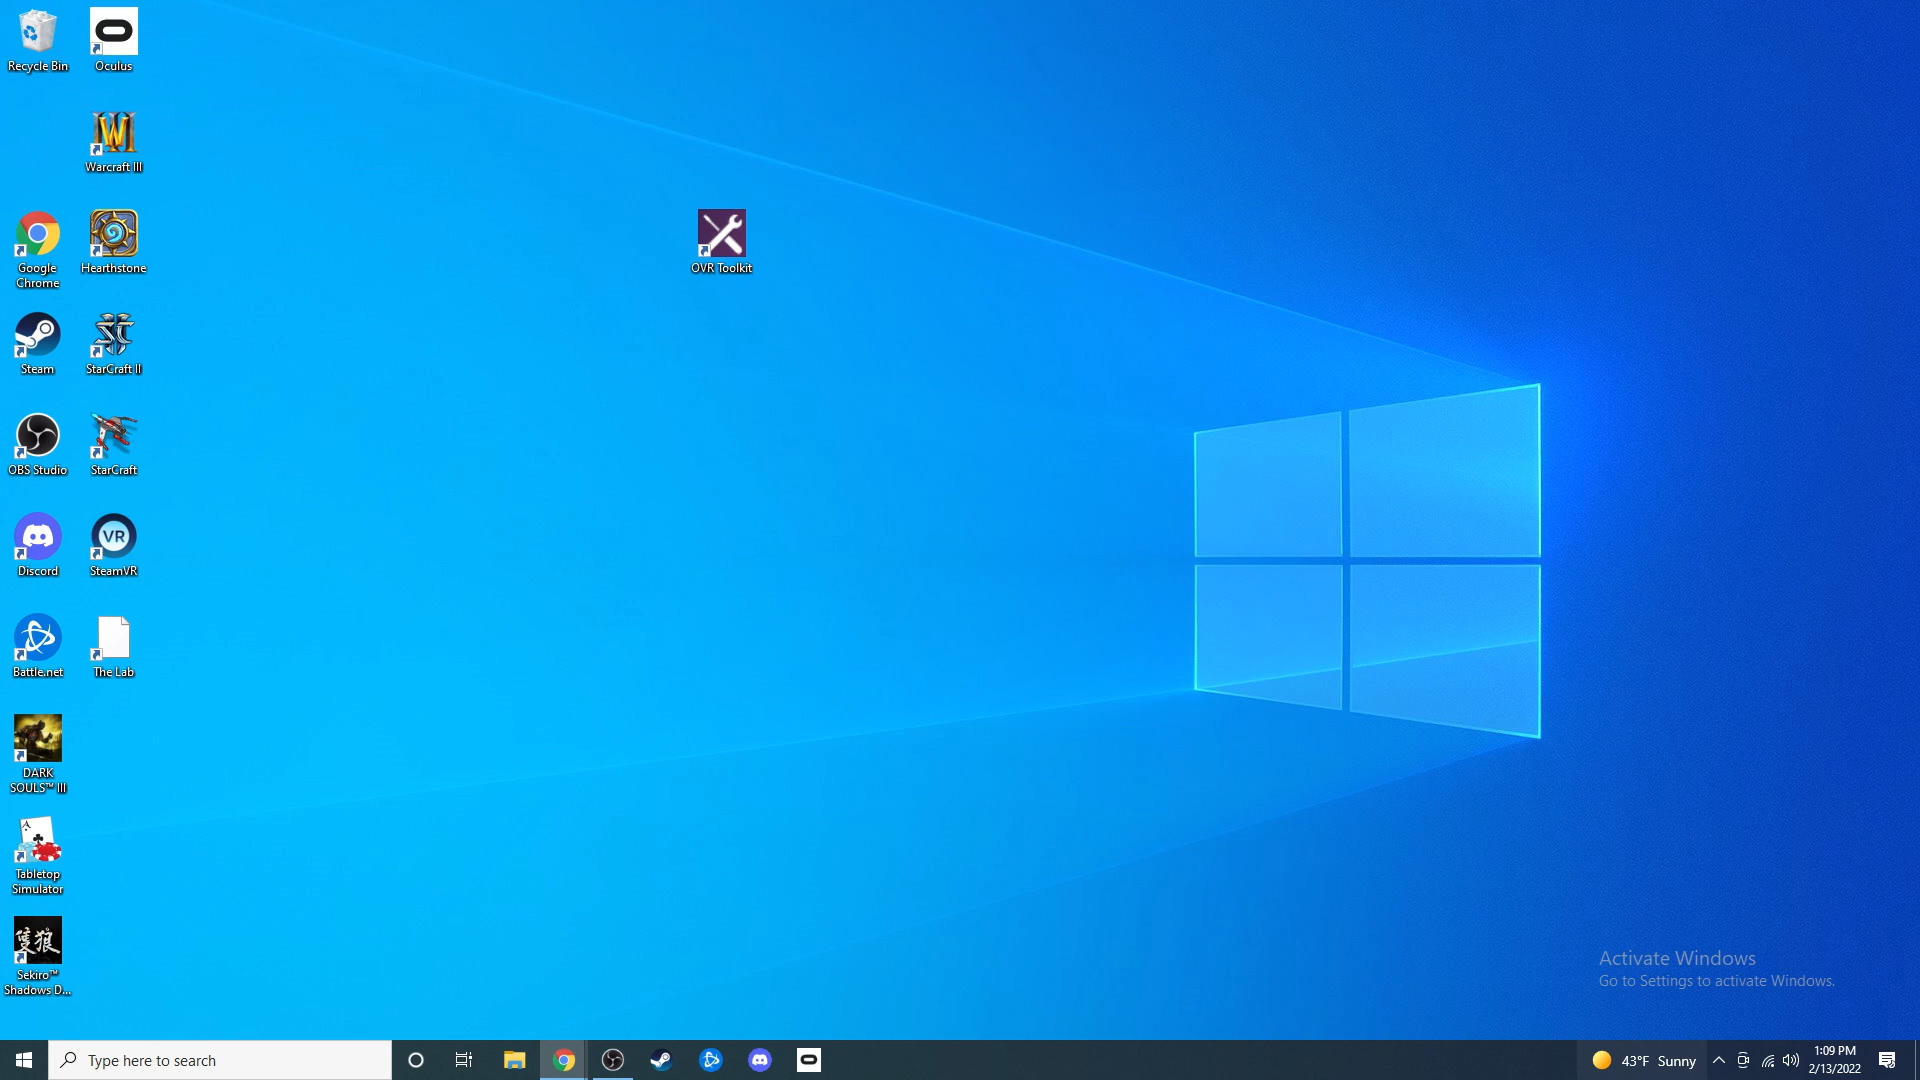 Recycle Bin
Oculus
Warcraft III
Google
Chrome
Hearthstone
OVR Toolkit
Steam
StarCraft II
OBS Studio
StarCraft
Discord
VR
SteamVR
Battle.net
The Lab
DARK
SOULS™ III
A
Tabletop
Simulator
隻狼
Sekiro™
Shadows D...
Activate Windows
Go to Settings to activate Windows.
Type here to search
43°F Sunny
1:09 PM
2/13/2022